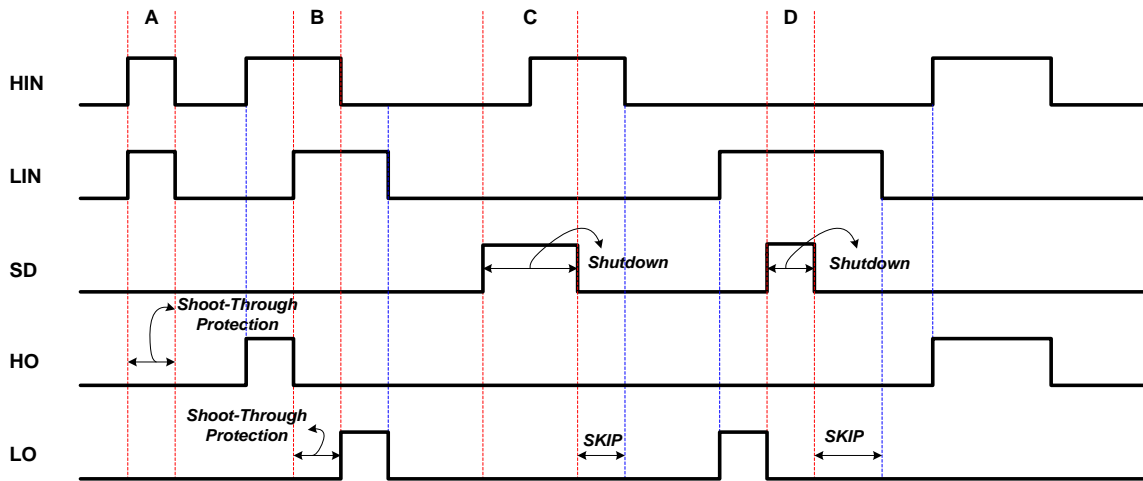 A
B
C
D
HIN
LIN
SD
Shutdown
Shutdown
Shoot-Through
Protection
HO
Shoot-Through
Protection
LO
SKIP
SKIP